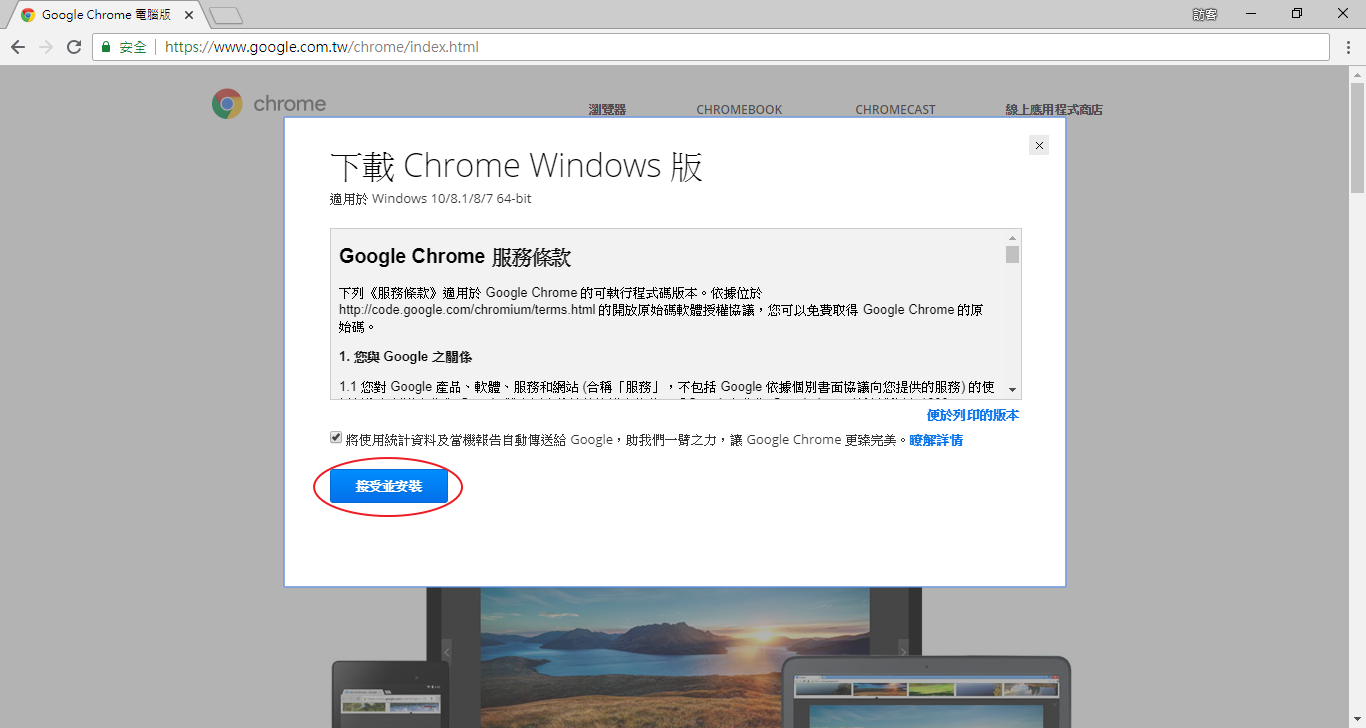 Google Chrome 電腦版
訪客
安全 https://www.google.com.tw/chrome/index.html
chrome
瀏覽器 CHROMEBOOK CHROMECAST 線上應用程式商店
下載 Chrome Windows 版
適用於 Windows 10/8.1/8/7 64-bit
Google Chrome 服務條款
下列《服務條款》適用於 Google Chrome 的可執行程式碼版本。依據位於
http://code.google.com/chromium/terms.html 的開放原始碼軟體授權協議，您可以免費取得 Google Chrome 的原
始碼。
1. 您與 Google 之關係
1.1 您對 Google 產品、軟體、服務和網站 (合稱「服務」，不包括 Google 依據個別書面協議向您提供的服務) 的使
便於列印的版本
將使用統計資料及當機報告自動傳送給 Google，助我們一臂之力，讓 Google Chrome 更臻完美。瞭解詳情
接受並安裝